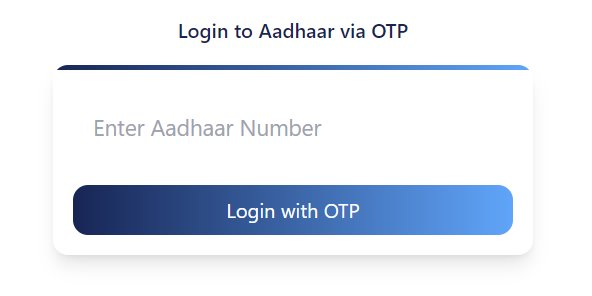 Login to Aadhaar via OTP
Enter Aadhaar Number
Login with OTP